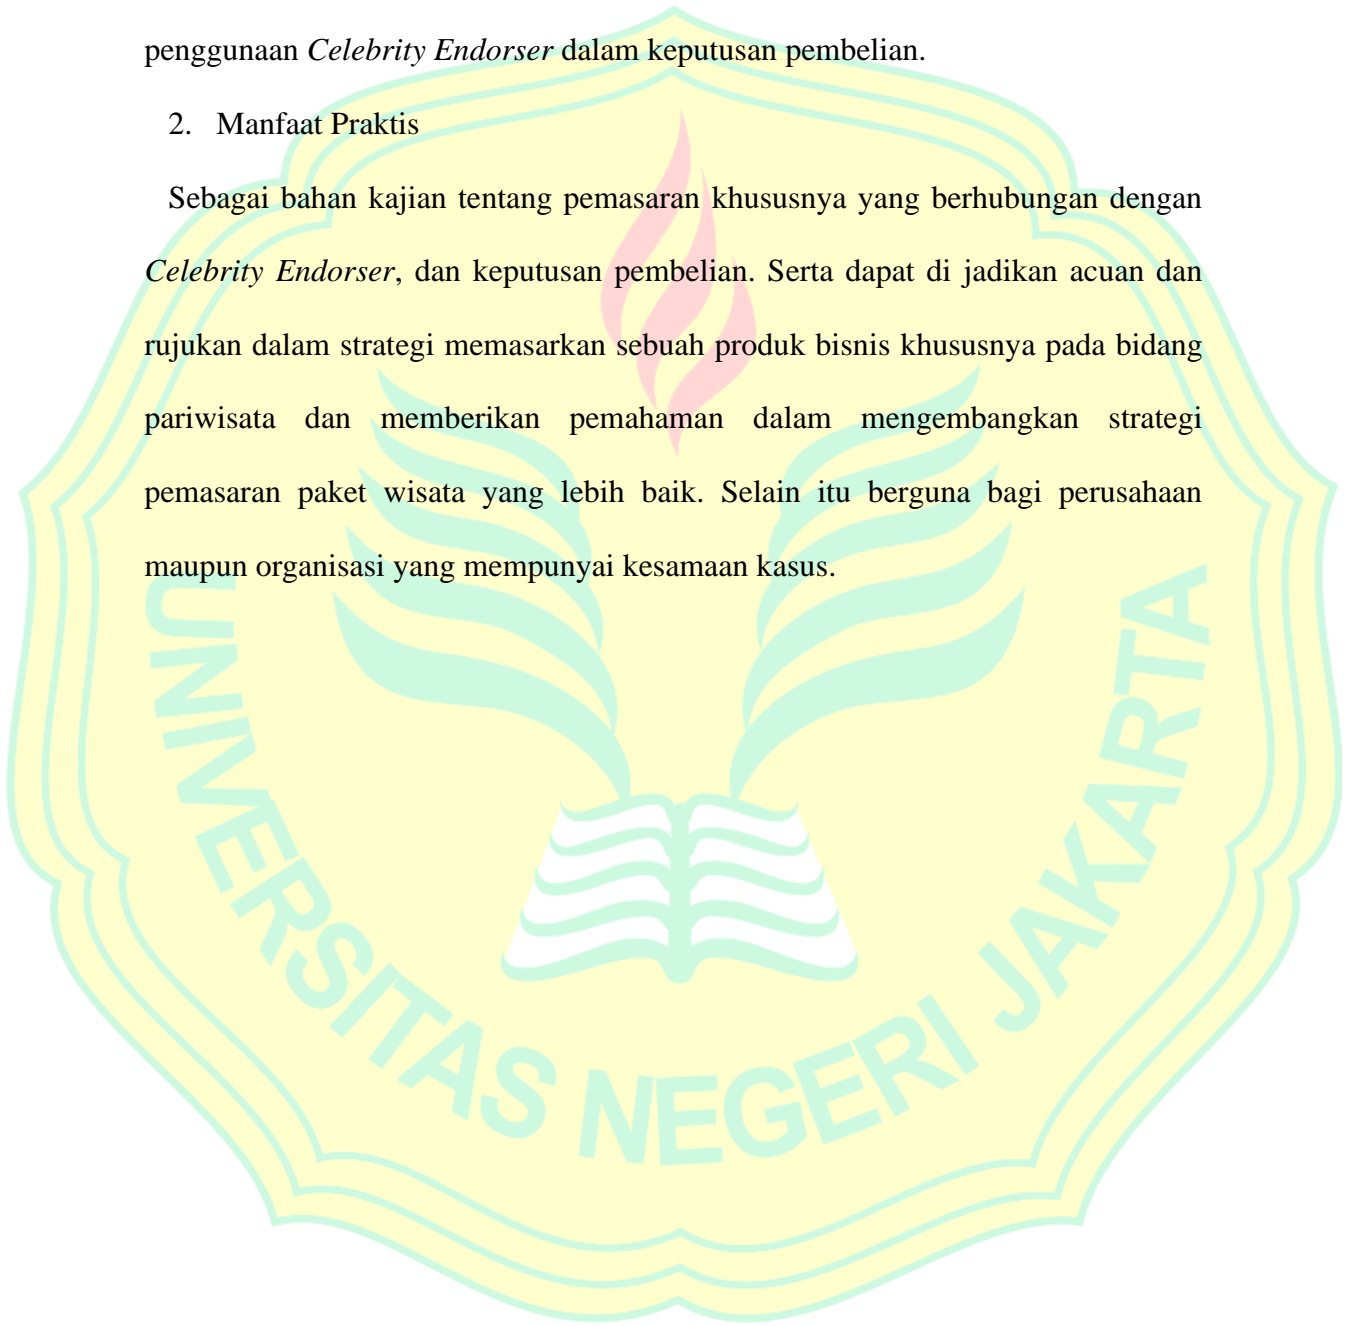 penggunaan Celebrity Endorser dalam keputusan pembelian.
2. Manfaat Praktis
Sebagai bahan kajian tentang pemasaran khususnya yang berhubungan dengan
Celebrity Endorser, dan keputusan pembelian. Serta dapat di jadikan acuan dan
rujukan dalam strategi memasarkan sebuah produk bisnis khususnya pada bidang
pariwisata dan memberikan pemahaman dalam mengembangkan strategi
pemasaran paket wisata yang lebih baik. Selain itu berguna bagi perusahaan
maupun organisasi yang mempunyai kesamaan kasus.
UNIVERSITAS NEGERI JAKARTA